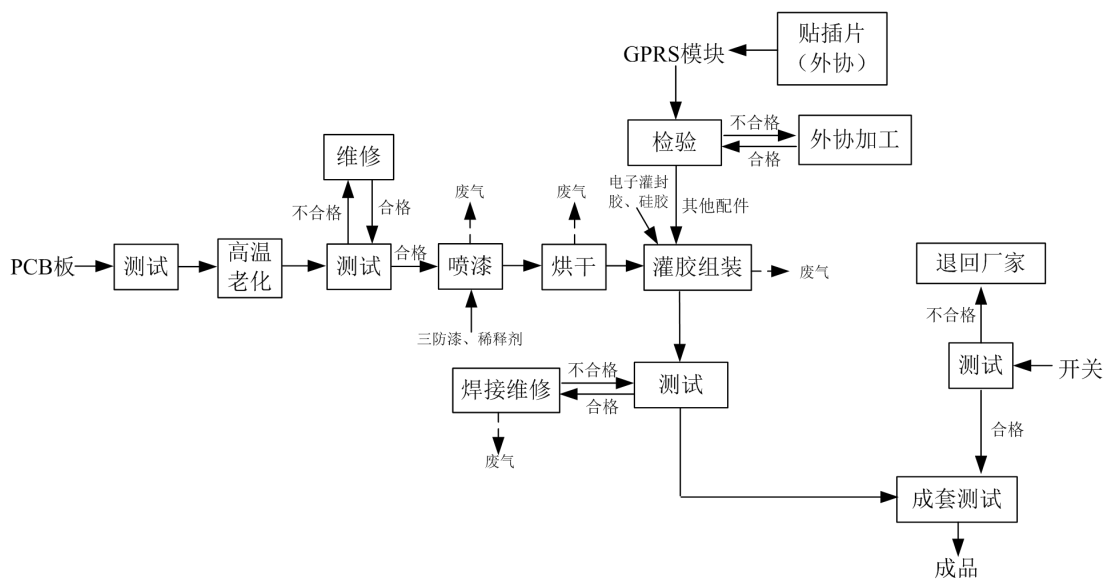 贴插片
（外协）
GPRS模块
检验
不合格
合格
外协加工
维修
不合格
合格
废气
废气
电子灌封
胶、硅胶
其他配件
PCB板
测试
高温
老化
测试
合格
喷漆
烘干
灌胶组装
废气
退回厂家
三防漆、稀释剂
不合格
焊接维修
不合格
合格
测试
测试
开关
废气
合格
成套测试
成品